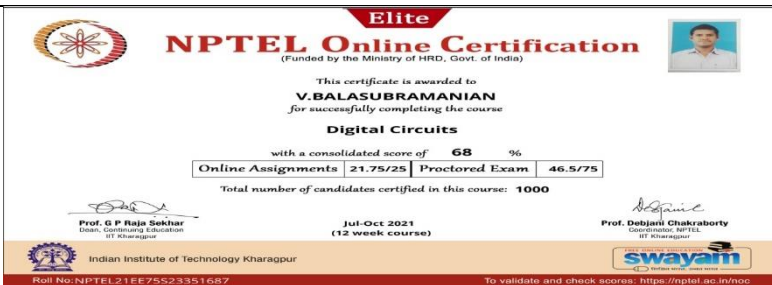 Elite
NPTEL Online Certification
(Funded by the Ministry of HRD, Govt. of India)
This certificate is awarded to
V.BALASUBRAMANIAN
for successfully completing the course
Digital Circuits
with a consolidated score of 68 %
Online Assignments 21.75/25 Proctored Exam 46.5/75
Total number of candidates certified in this course: 1000
Prof. G P Raja Sekhar
Dean, Continuing Education
IIT Kharagpur
Jul-Oct 2021
(12 week course)
Prof. Debjani Chakraborty
Coordinator, NPTEL
IIT Kharagpur
Indian Institute of Technology Kharagpur
FREE ONLINE EDUCATION
swayam
Roll No:NPTEL21EE75S23351687
To validate and check scores: https://nptel.ac.in/noc